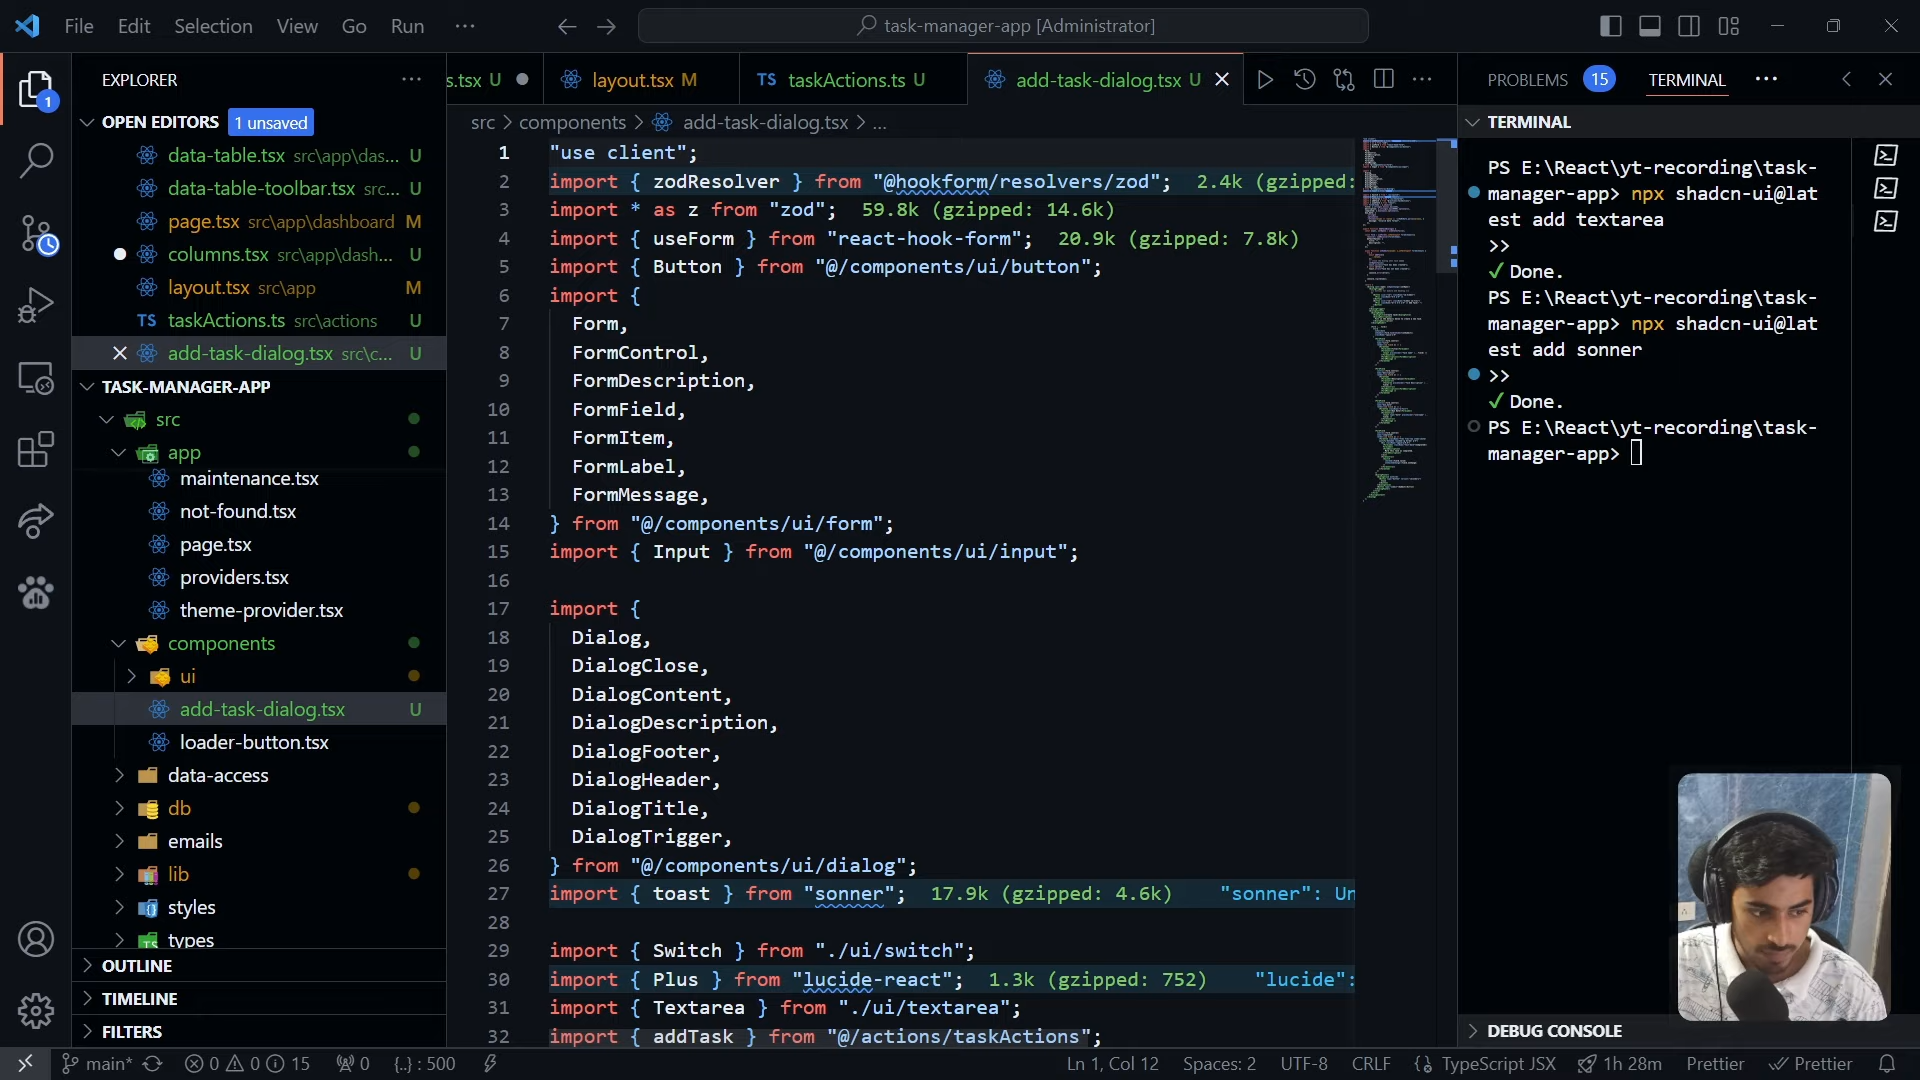 File Edit Selection View Go Run
task-manager-app [Administrator]
EXPLORER
OPEN EDITORS 1 unsaved
data-table.tsx src\app\das... U
data-table-toolbar.tsx src... U
page.tsx src\app\dashboard M
columns.tsx src\app\dash... U
layout.tsx src\app M
TS taskActions.ts src\actions U
add-task-dialog.tsx src\c... U
TASK-MANAGER-APP
src
app
maintenance.tsx
not-found.tsx
page.tsx
providers.tsx
theme-provider.tsx
components
ui
add-task-dialog.tsx U
loader-button.tsx
data-access
db
emails
lib
styles
types
OUTLINE
TIMELINE
FILTERS
s.tsx U
layout.tsx M
TS taskActions.ts U
add-task-dialog.tsx U
src > components > add-task-dialog.tsx > ...
1 "use client";
2 import { zodResolver } from "@hookform/resolvers/zod"; 2.4k (gzipped:
3 import * as z from "zod"; 59.8k (gzipped: 14.6k)
4 import { useForm } from "react-hook-form"; 20.9k (gzipped: 7.8k)
5 import { Button } from "@/components/ui/button";
6 import {
7 Form,
8 FormControl,
9 FormDescription,
10 FormField,
11 FormItem,
12 FormLabel,
13 FormMessage,
14 } from "@/components/ui/form";
15 import { Input } from "@/components/ui/input";
16
17 import {
18 Dialog,
19 DialogClose,
20 DialogContent,
21 DialogDescription,
22 DialogFooter,
23 DialogHeader,
24 DialogTitle,
25 DialogTrigger,
26 } from "@/components/ui/dialog";
27 import { toast } from "sonner"; 17.9k (gzipped: 4.6k) "sonner": Un
28
29 import { Switch } from "./ui/switch";
30 import { Plus } from "lucide-react"; 1.3k (gzipped: 752) "lucide":
31 import { Textarea } from "./ui/textarea";
32 import { addTask } from "@/actions/taskActions";
PROBLEMS 15 TERMINAL
TERMINAL
PS E:\React\yt-recording\task-
manager-app> npx shadcn-ui@lat
est add textarea
>>
✓ Done.
PS E:\React\yt-recording\task-
manager-app> npx shadcn-ui@lat
est add sonner
>>
✓ Done.
PS E:\React\yt-recording\task-
manager-app>
DEBUG CONSOLE
main* 0 0 15 0 {..} : 500
Ln 1, Col 12 Spaces: 2 UTF-8 CRLF {} TypeScript JSX 1h 28m Prettier Prettier